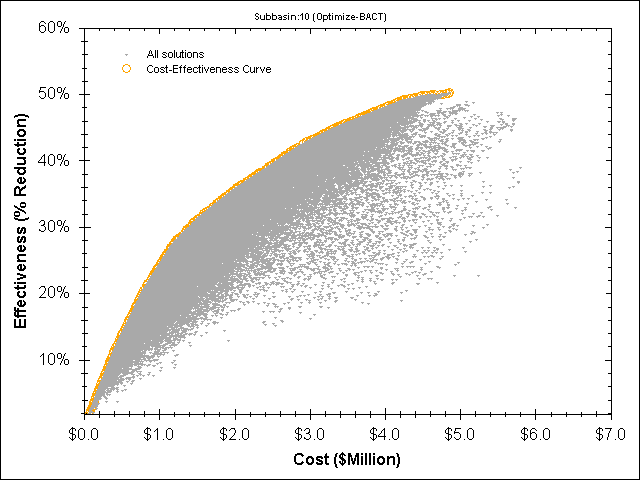 Subbasin:10 (Optimize-BACT)
60%
All solutions
Cost-Effectiveness Curve
50%
40%
30%
20%
10%
Effectiveness (% Reduction)
$0.0 $1.0 $2.0 $3.0 $4.0 $5.0 $6.0 $7.0
Cost ($Million)